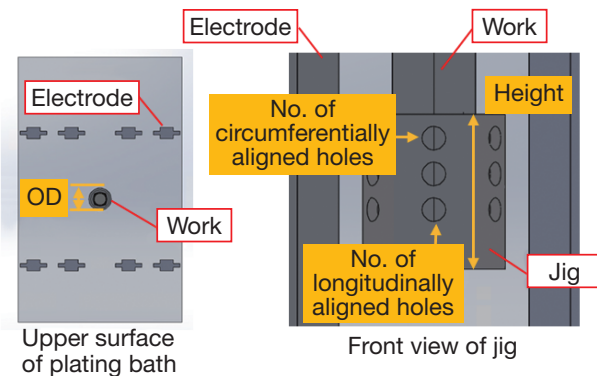 Electrode
OD
Work
Upper surface
of plating bath
Electrode
Work
No. of
circumferentially
aligned holes
Height
No. of
longitudinally
aligned holes
Jig
Front view of jig